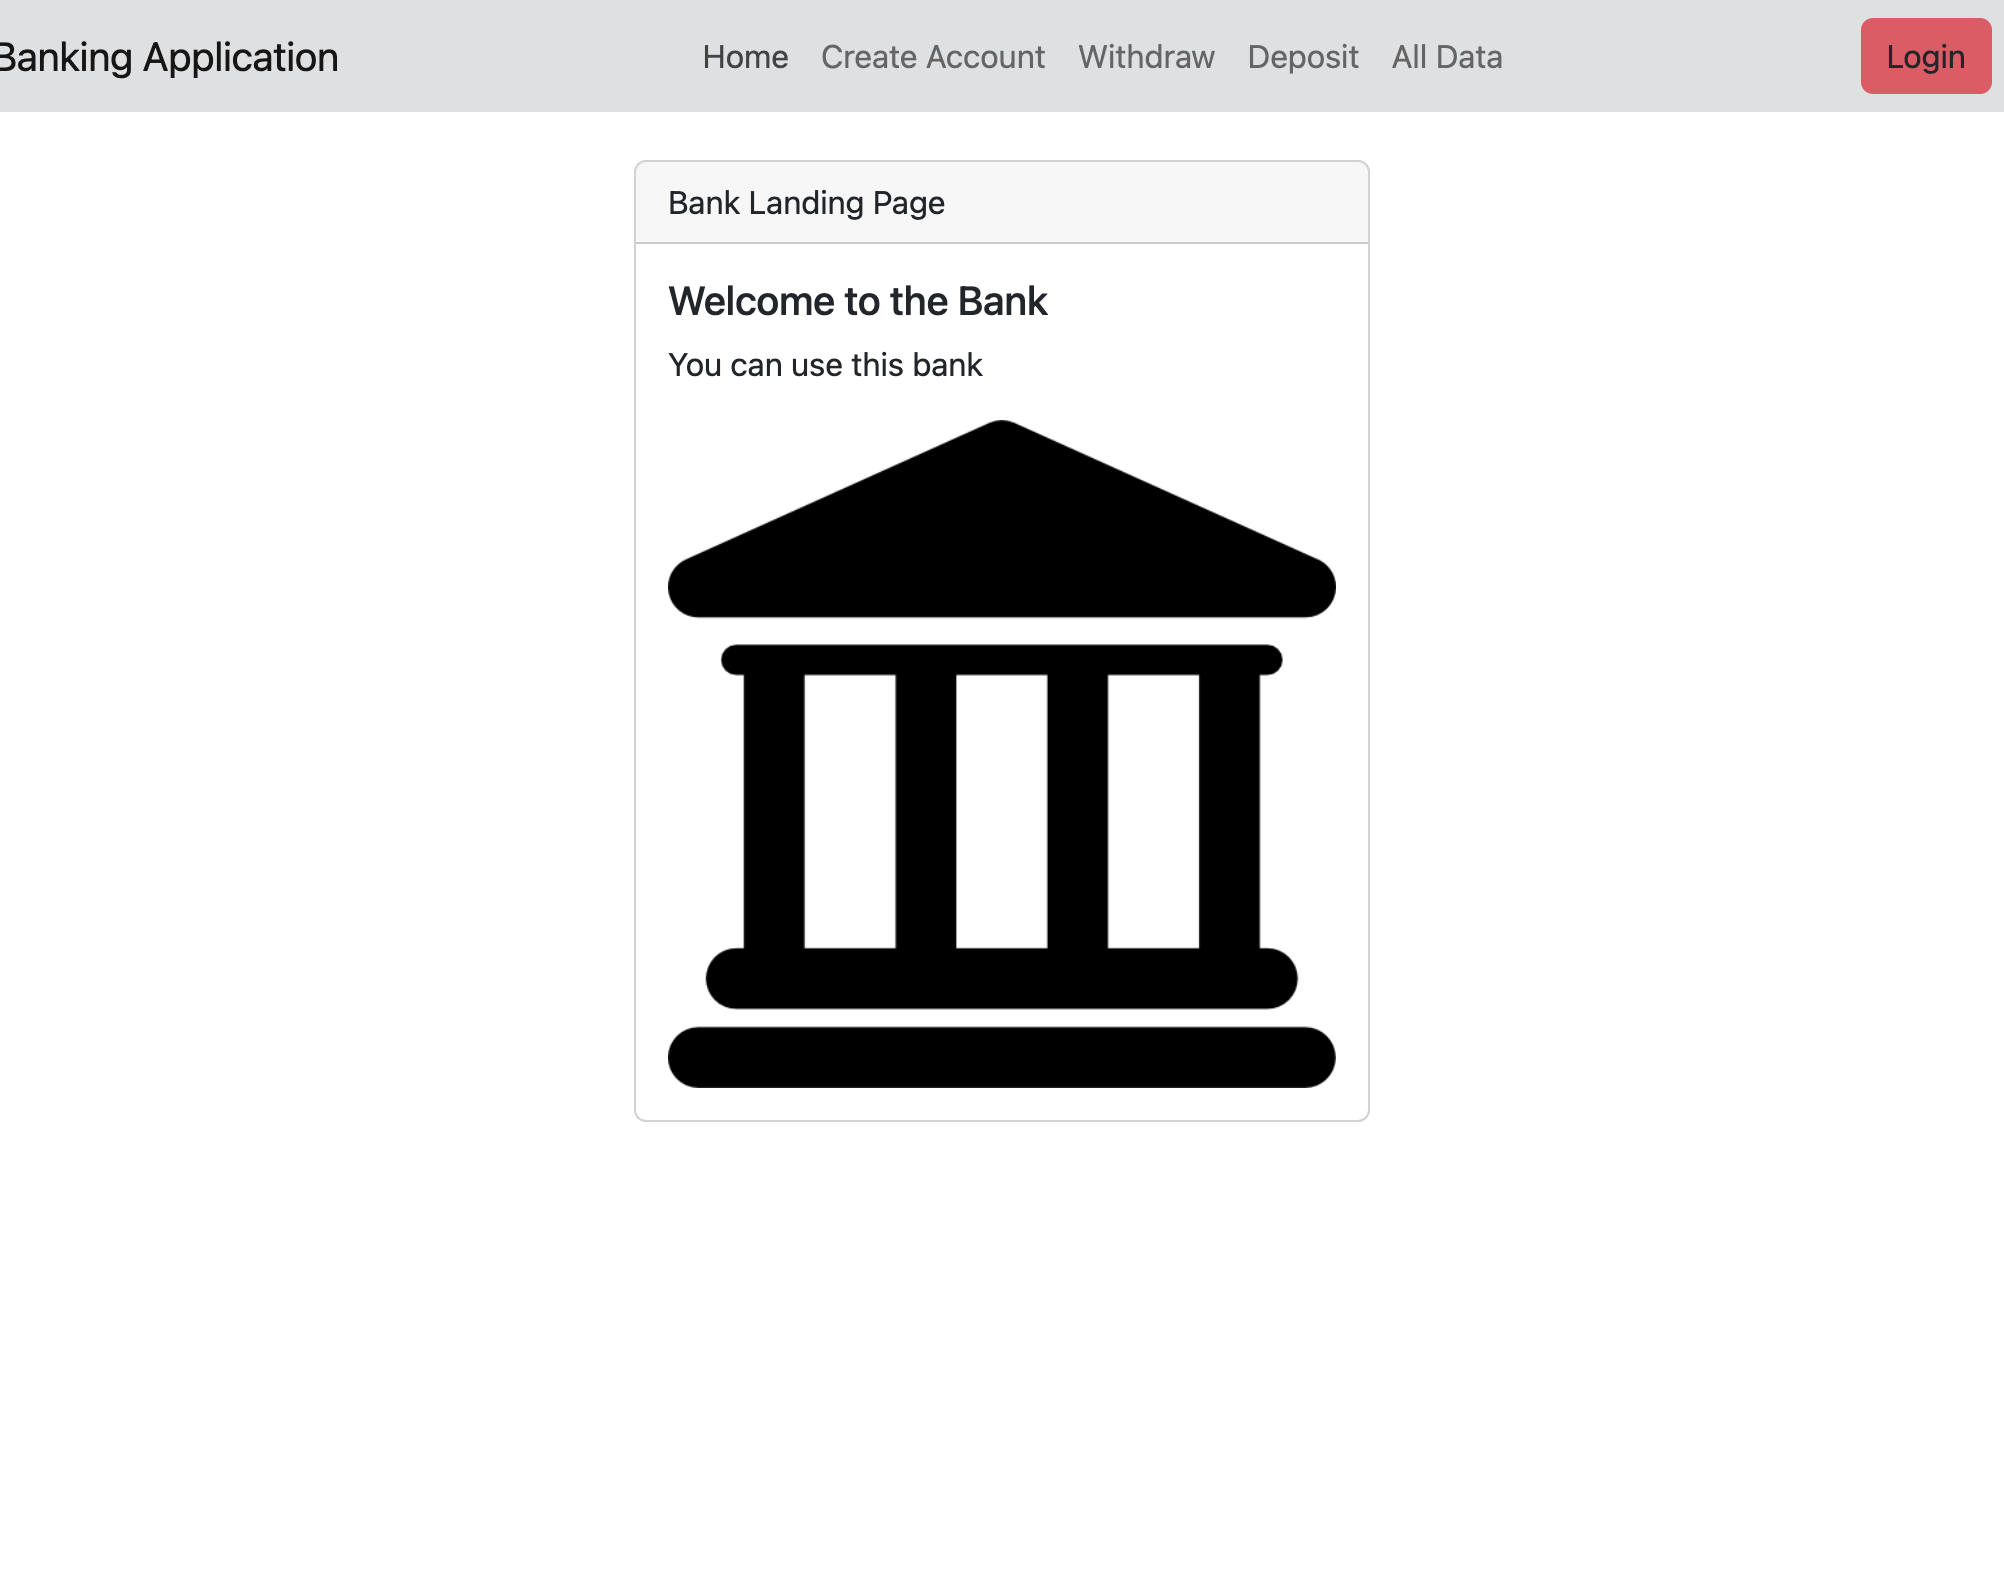 Banking Application
Home Create Account Withdraw Deposit All Data
Login
Bank Landing Page
Welcome to the Bank
You can use this bank